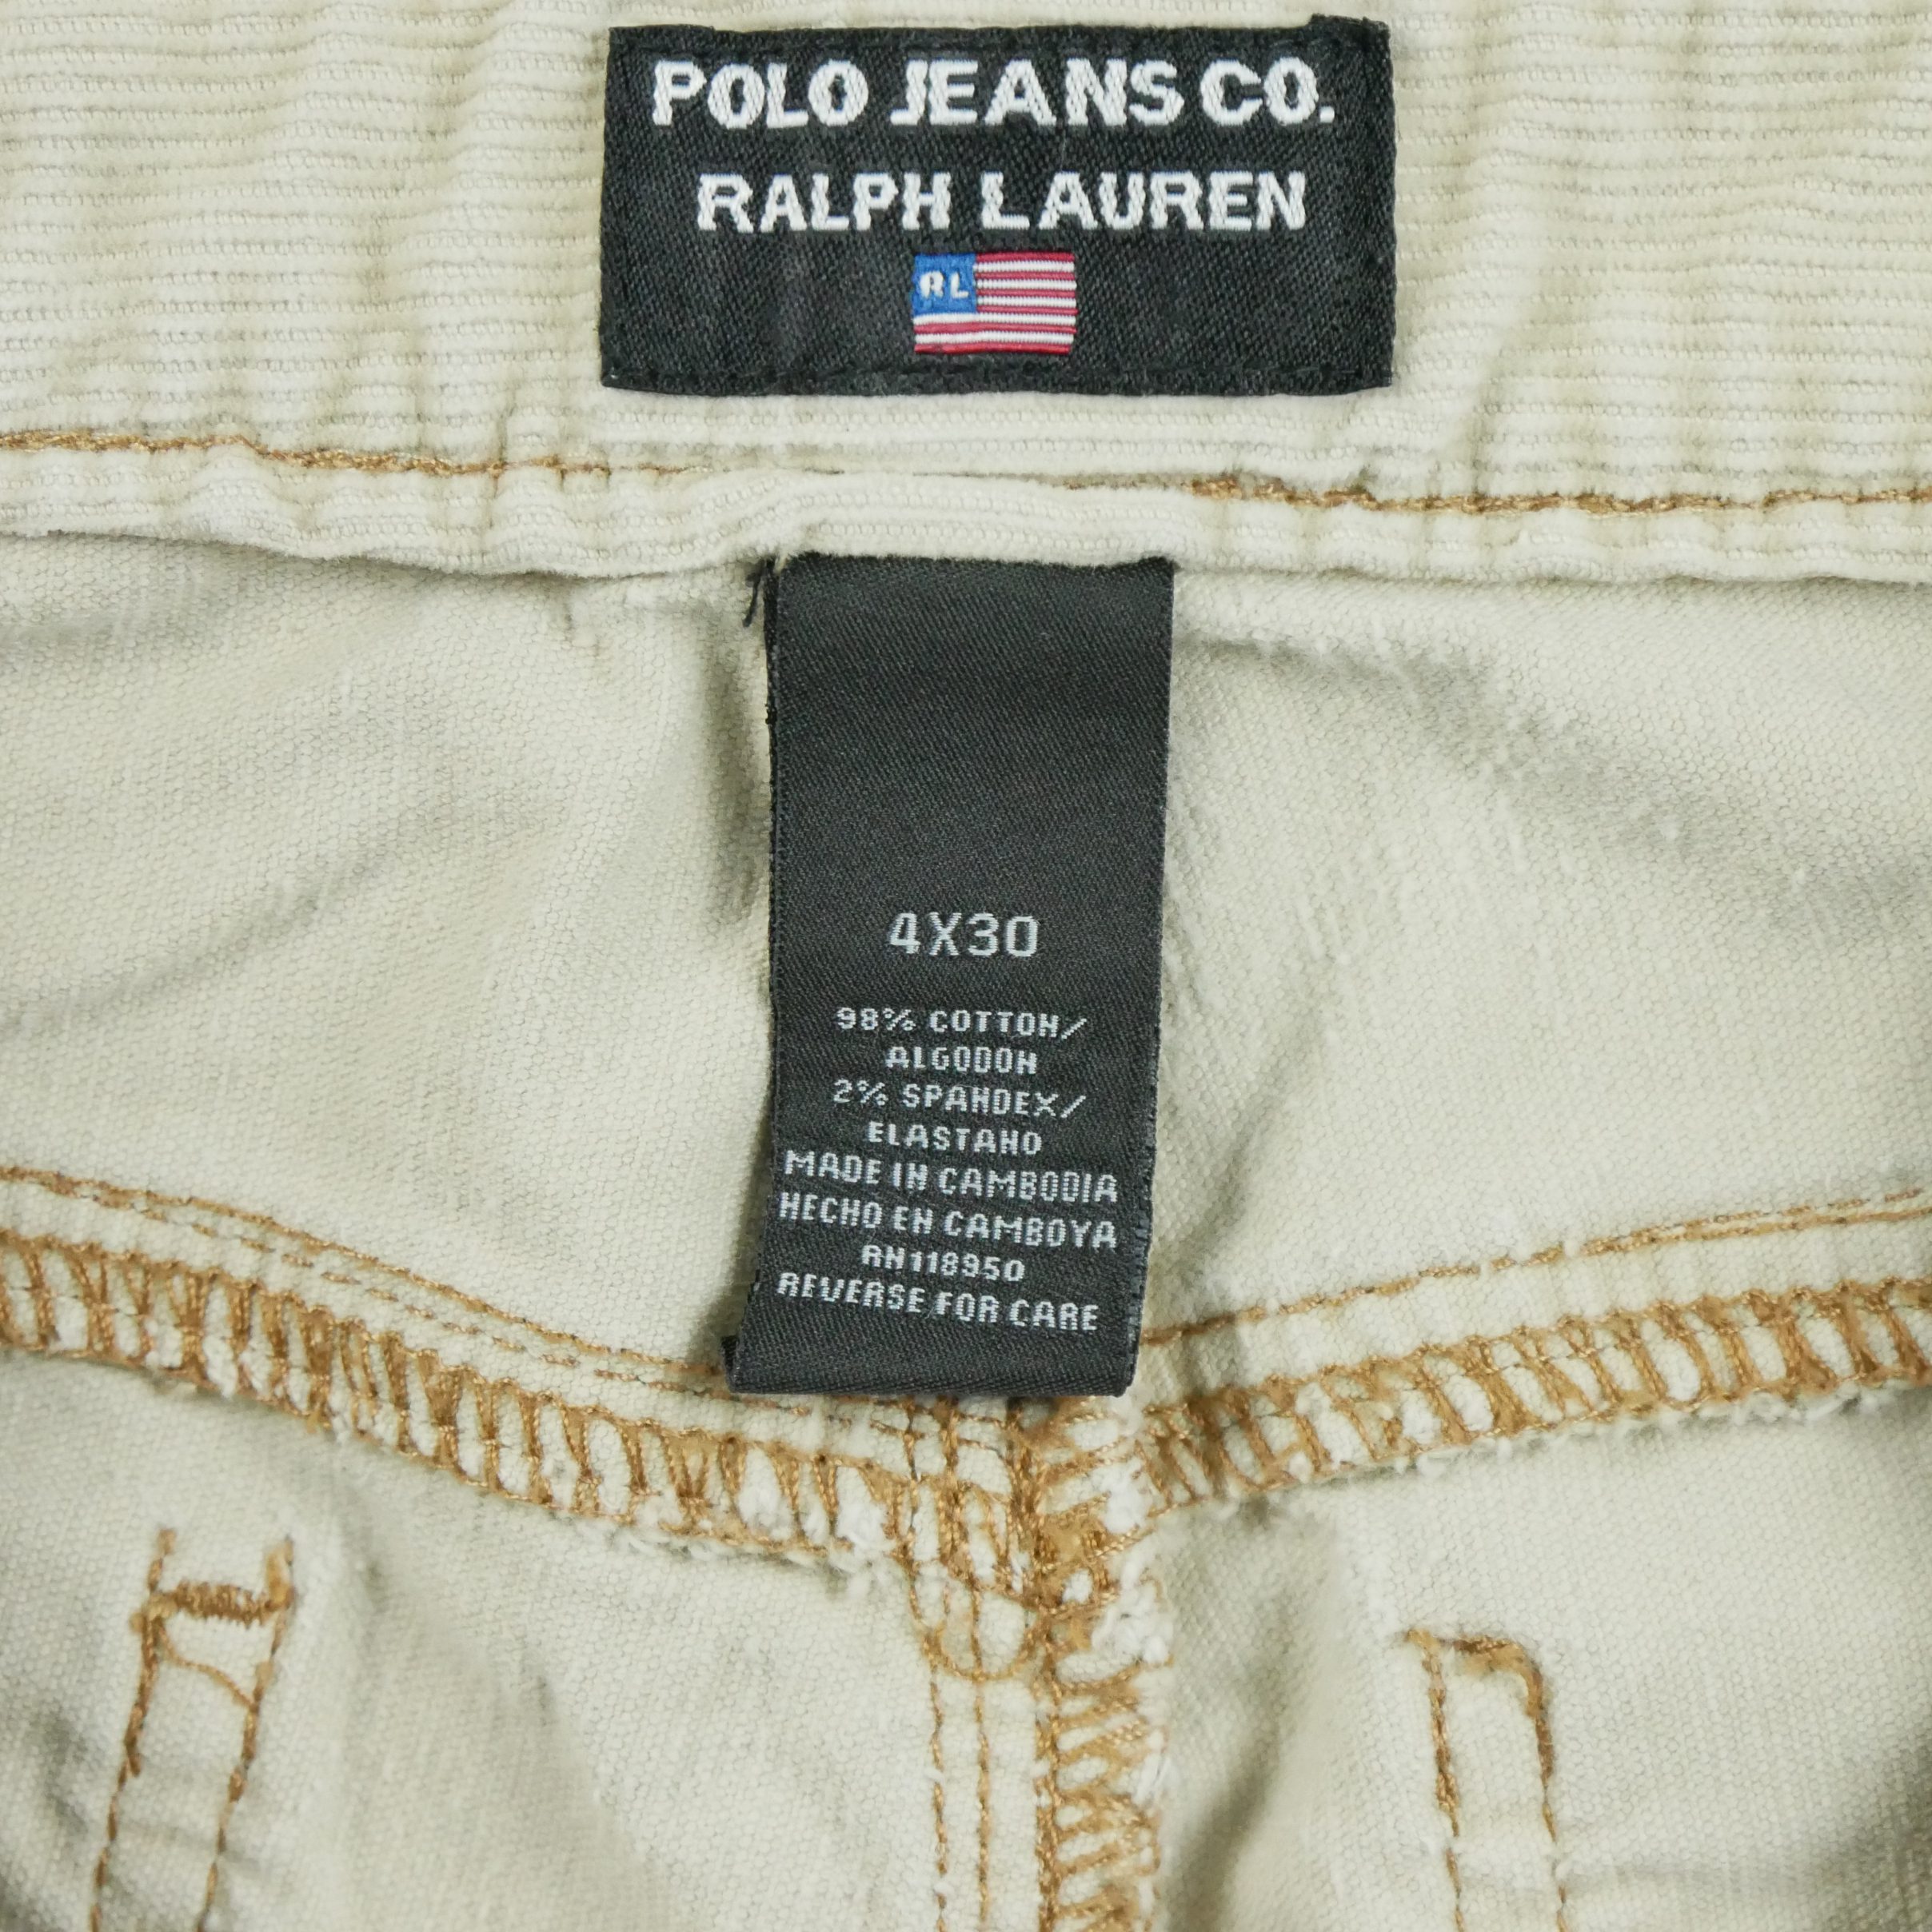 POLO JEANS CO.
RALPH LAUREN
RL
4X30
98% COTTON/
ALGODON
2% SPANDEX/
ELASTANO
MADE IN CAMBODIA
HECHO EN CAMBOYA
RN118950
REVERSE FOR CARE